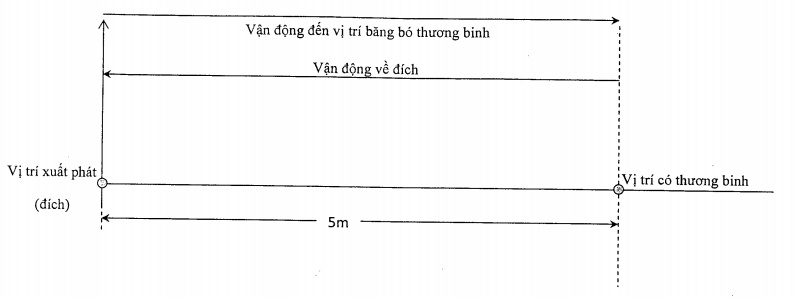 Vận động đến vị trí băng bó thương binh
Vận động về đích
Vị trí xuất phát
Vị trí có thương binh
(đích)
5m